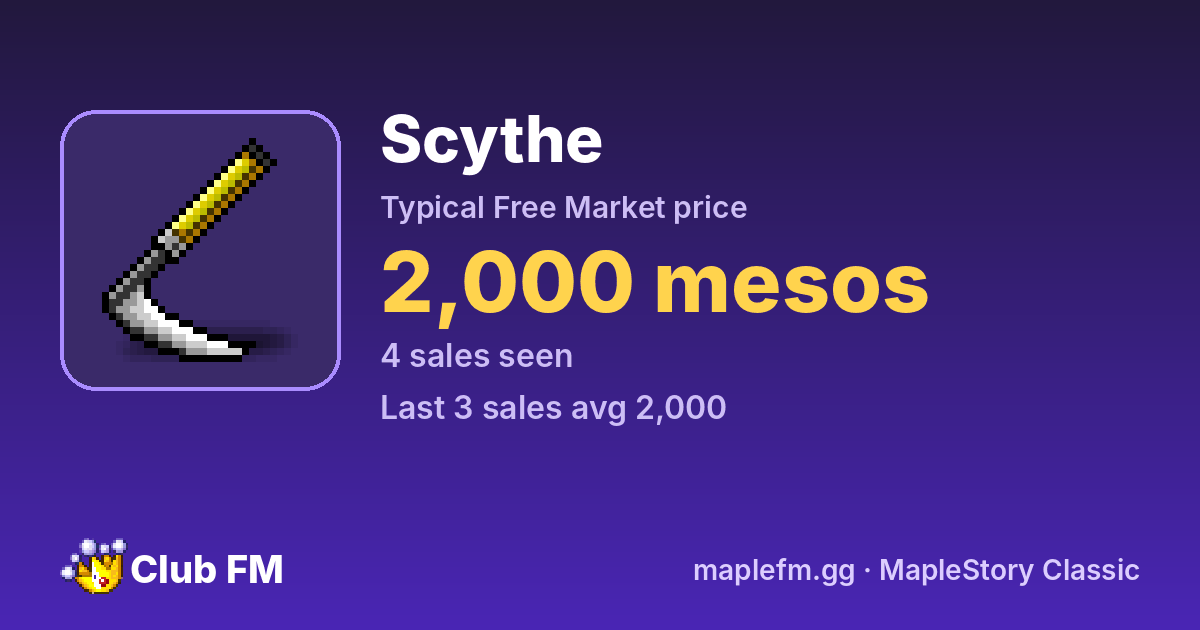 Scythe
Typical Free Market price
2,000 mesos
4 sales seen
Last 3 sales avg 2,000
Club FM
maplefm.gg · MapleStory Classic